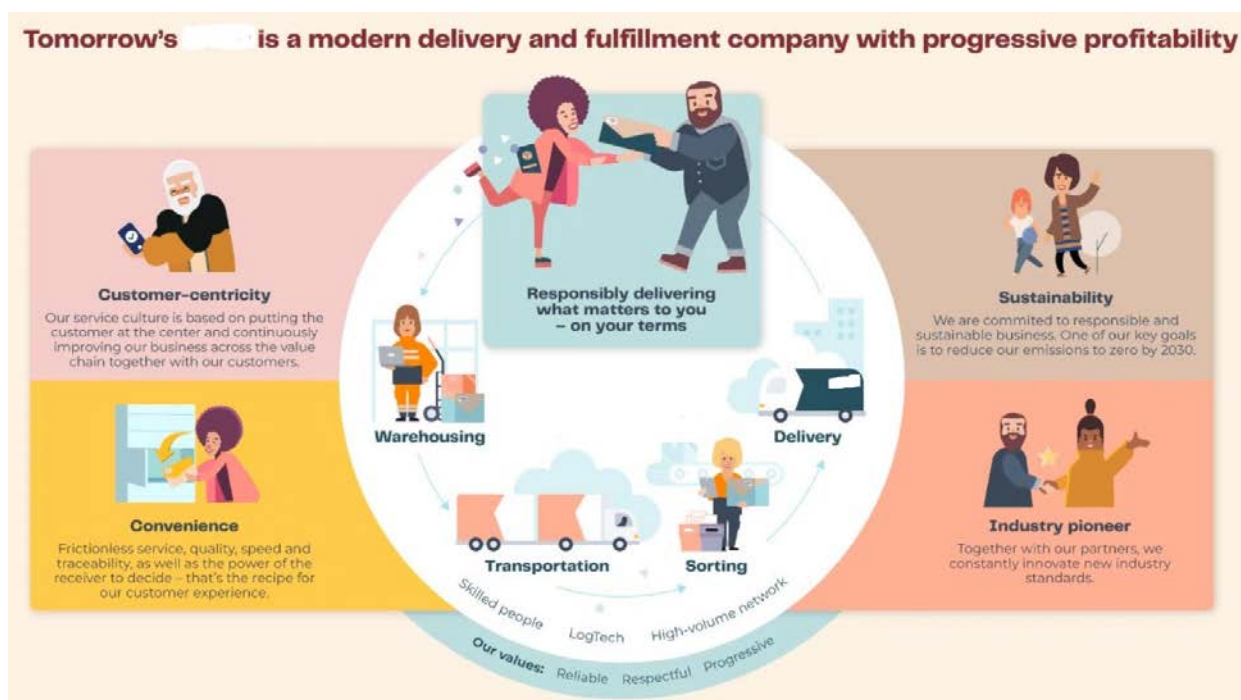 Tomorrow's is a modern delivery and fulfillment company with progressive profitability
Responsibly delivering
what matters to you
– on your terms
Customer-centricity
Our service culture is based on putting the
customer at the center and continuously
improving our business across the value
chain together with our customers.
Convenience
Frictionless service, quality, speed and
traceability, as well as the power of the
receiver to decide – that's the recipe for
our customer experience.
Warehousing
Transportation
Sorting
Delivery
Skilled people
LogTech
High-volume network
Our values: Reliable Respectful Progressive
Sustainability
We are commited to responsible and
sustainable business. One of our key goals
is to reduce our emissions to zero by 2030.
Industry pioneer
Together with our partners, we
constantly innovate new industry
standards.